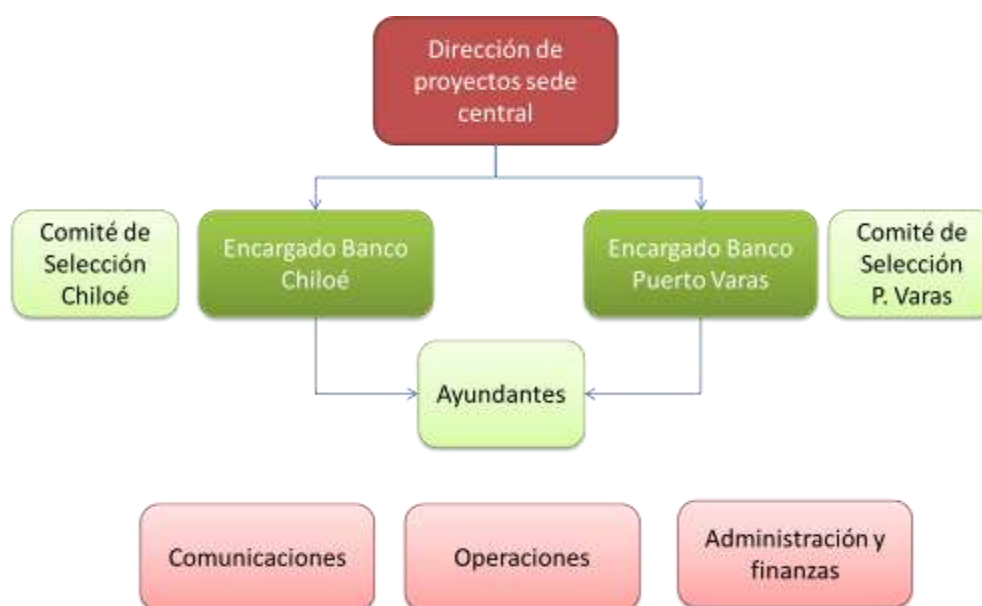 Dirección de
proyectos sede
central
Comité de
Selección
Chiloé
Encargado Banco
Chiloé
Encargado Banco
Puerto Varas
Comité de
Selección
P. Varas
Ayundantes
Comunicaciones
Operaciones
Administración y
finanzas